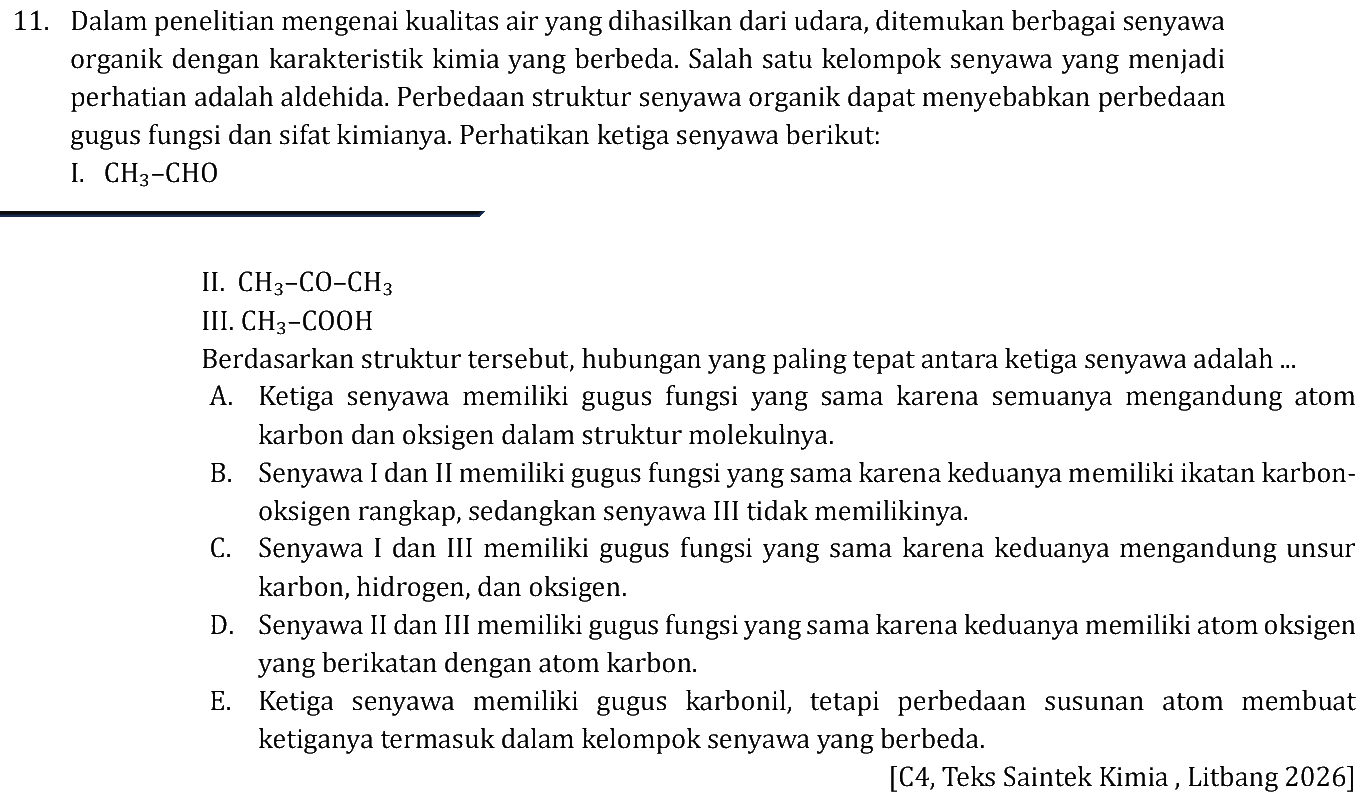 11. Dalam penelitian mengenai kualitas air yang dihasilkan dari udara, ditemukan berbagai senyawa
organik dengan karakteristik kimia yang berbeda. Salah satu kelompok senyawa yang menjadi
perhatian adalah aldehida. Perbedaan struktur senyawa organik dapat menyebabkan perbedaan
gugus fungsi dan sifat kimianya. Perhatikan ketiga senyawa berikut:
I. CH₃–CHO
II. CH₃–CO–CH₃
III. CH₃–COOH
Berdasarkan struktur tersebut, hubungan yang paling tepat antara ketiga senyawa adalah ...
A. Ketiga senyawa memiliki gugus fungsi yang sama karena semuanya mengandung atom
karbon dan oksigen dalam struktur molekulnya.
B. Senyawa I dan II memiliki gugus fungsi yang sama karena keduanya memiliki ikatan karbon-
oksigen rangkap, sedangkan senyawa III tidak memilikinya.
C. Senyawa I dan III memiliki gugus fungsi yang sama karena keduanya mengandung unsur
karbon, hidrogen, dan oksigen.
D. Senyawa II dan III memiliki gugus fungsi yang sama karena keduanya memiliki atom oksigen
yang berikatan dengan atom karbon.
E. Ketiga senyawa memiliki gugus karbonil, tetapi perbedaan susunan atom membuat
ketiganya termasuk dalam kelompok senyawa yang berbeda.
[C4, Teks Saintek Kimia , Litbang 2026]